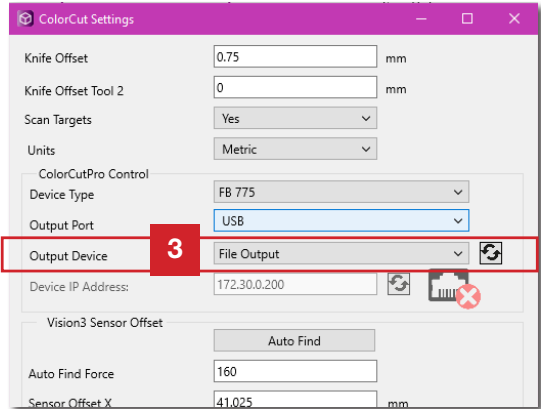 ColorCut Settings
Knife Offset 0.75 mm
Knife Offset Tool 2 0 mm
Scan Targets Yes
Units Metric
ColorCutPro Control
Device Type FB 775
Output Port USB
Output Device 3 File Output
Device IP Address: 172.30.0.200
Vision3 Sensor Offset
Auto Find
Auto Find Force 160
Sensor Offset X 41.025 mm